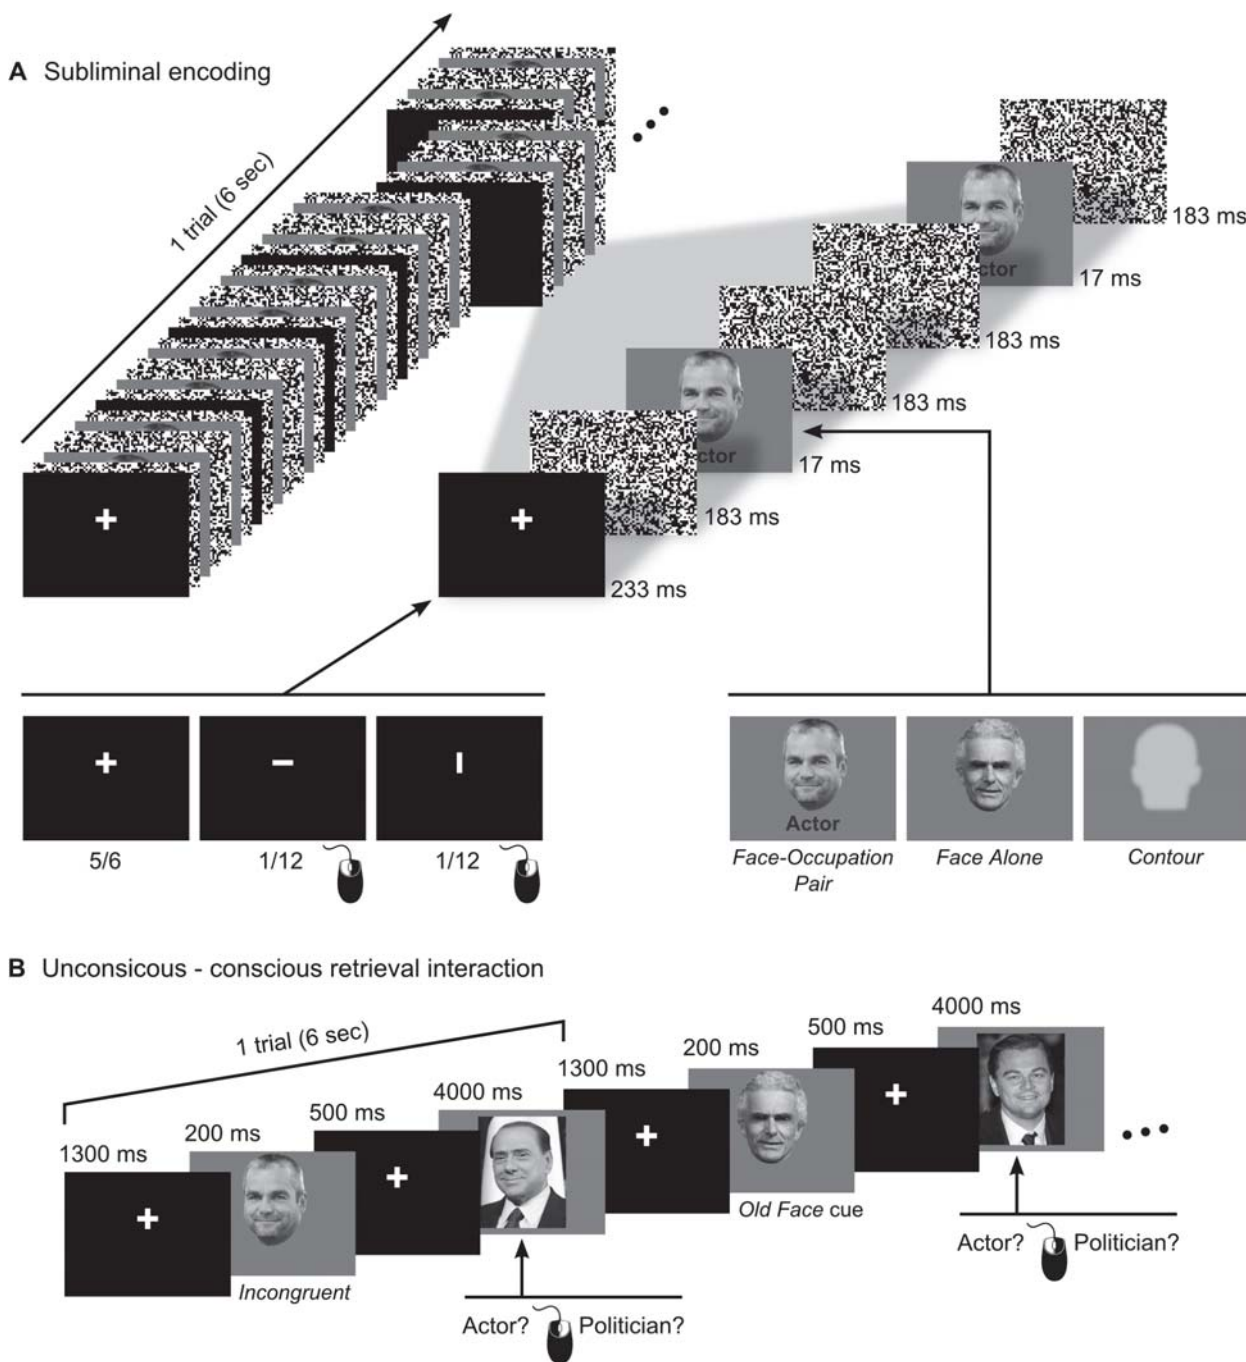 A Subliminal encoding
1 trial (6 sec)
183 ms
Actor
17 ms
183 ms
183 ms
ctor
17 ms
183 ms
233 ms
Actor
5/6
1/12
1/12
Face-Occupation
Pair
Face Alone
Contour
B Unconsicous - conscious retrieval interaction
1 trial (6 sec)
1300 ms
200 ms
500 ms
4000 ms
1300 ms
200 ms
500 ms
4000 ms
Incongruent
Old Face cue
Actor? Politician?
Actor? Politician?